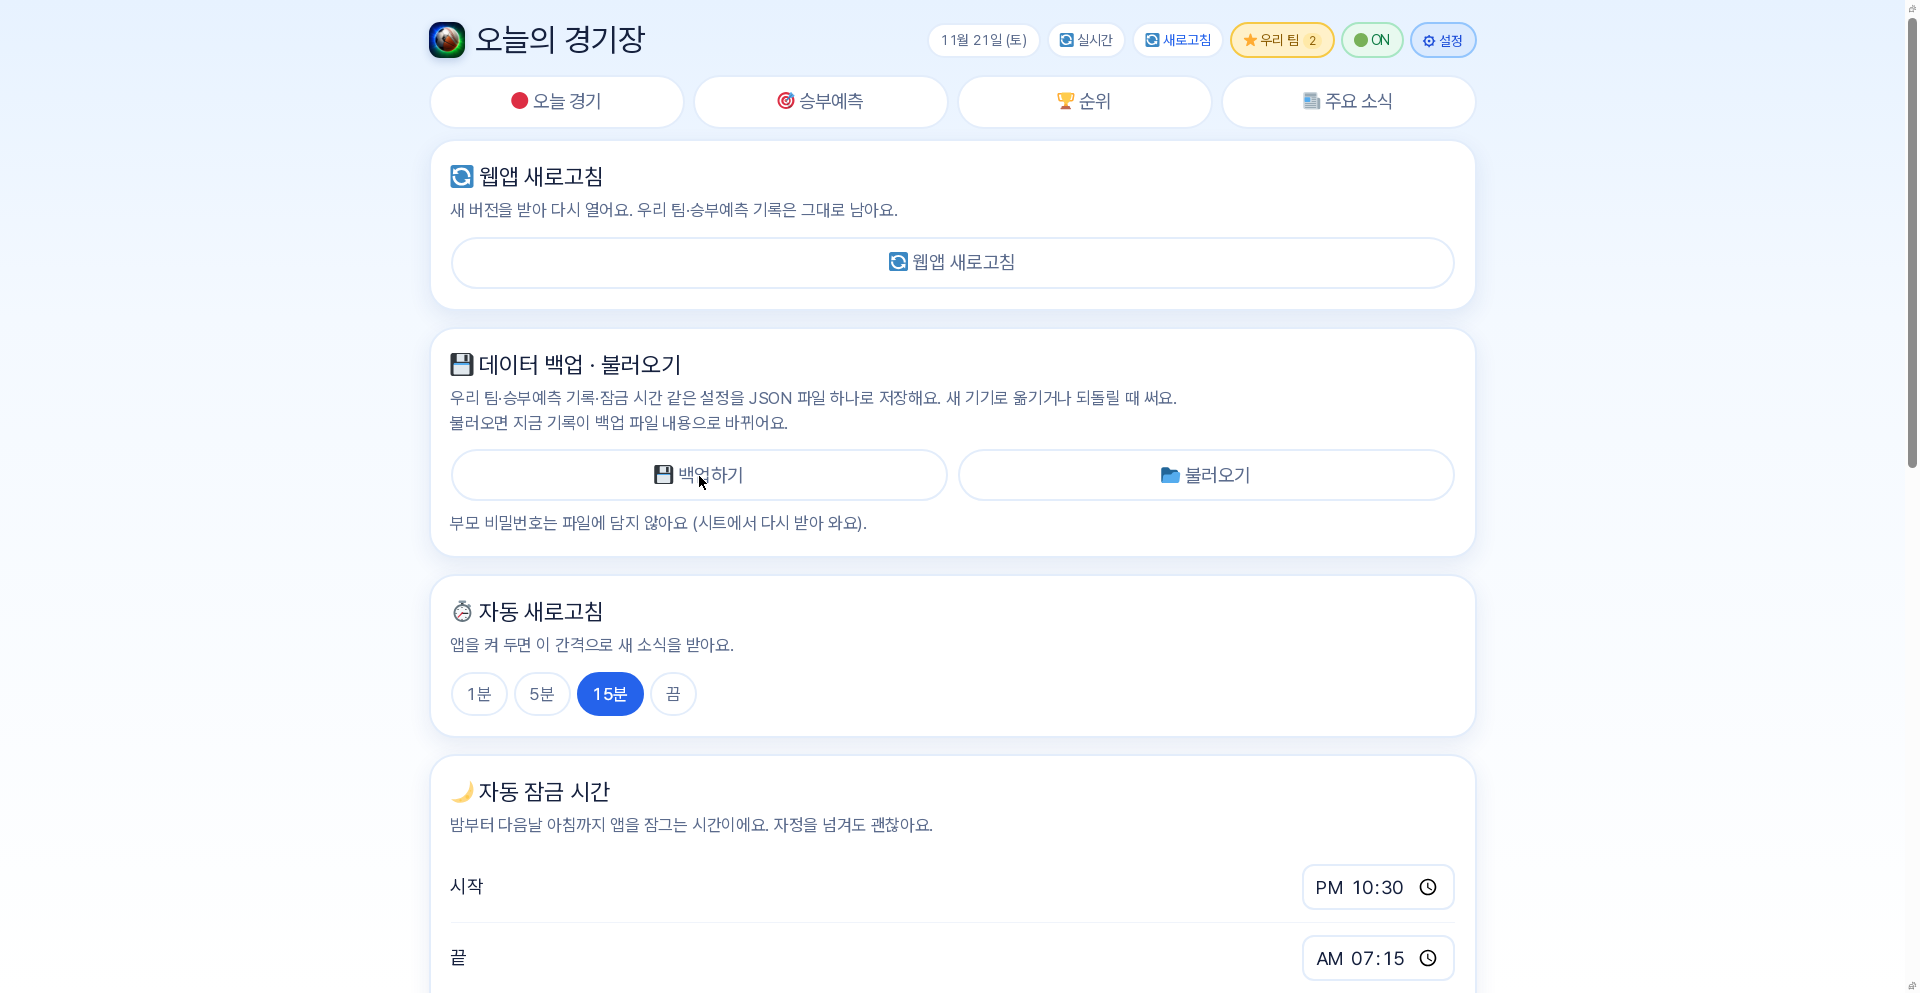 오늘의 경기장
11월 21일 (토)
실시간
새로고침
우리 팀 2
ON
설정
오늘 경기
승부예측
순위
주요 소식
웹앱 새로고침
새 버전을 받아 다시 열어요. 우리 팀·승부예측 기록은 그대로 남아요.
웹앱 새로고침
데이터 백업 · 불러오기
우리 팀·승부예측 기록·잠금 시간 같은 설정을 JSON 파일 하나로 저장해요. 새 기기로 옮기거나 되돌릴 때 써요.
불러오면 지금 기록이 백업 파일 내용으로 바뀌어요.
백업하기
불러오기
부모 비밀번호는 파일에 담지 않아요 (시트에서 다시 받아 와요).
자동 새로고침
앱을 켜 두면 이 간격으로 새 소식을 받아요.
1분
5분
15분
끔
자동 잠금 시간
밤부터 다음날 아침까지 앱을 잠그는 시간이에요. 자정을 넘겨도 괜찮아요.
시작
PM 10:30
끝
AM 07:15